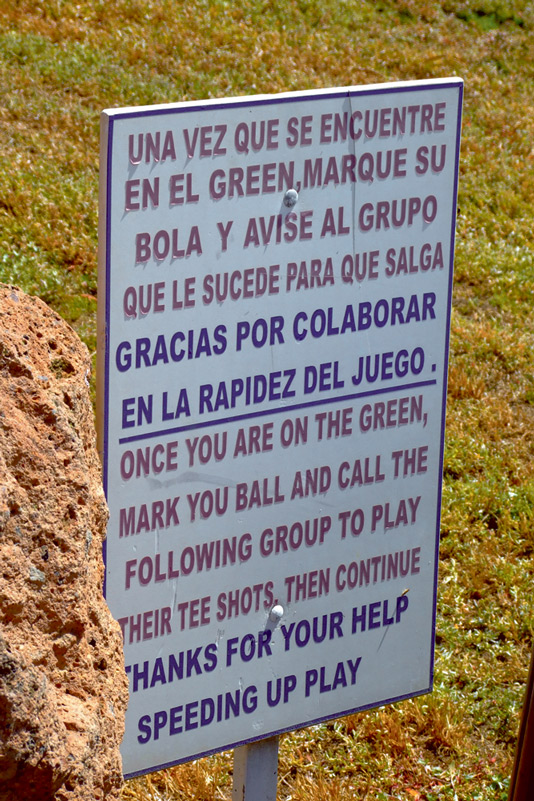 UNA VEZ QUE SE ENCUENTRE
EN EL GREEN,MARQUE SU
BOLA Y AVISE AL GRUPO
QUE LE SUCEDE PARA QUE SALGA
GRACIAS POR COLABORAR
EN LA RAPIDEZ DEL JUEGO .
ONCE YOU ARE ON THE GREEN,
MARK YOU BALL AND CALL THE
FOLLOWING GROUP TO PLAY
THEIR TEE SHOTS, THEN CONTINUE
THANKS FOR YOUR HELP
SPEEDING UP PLAY